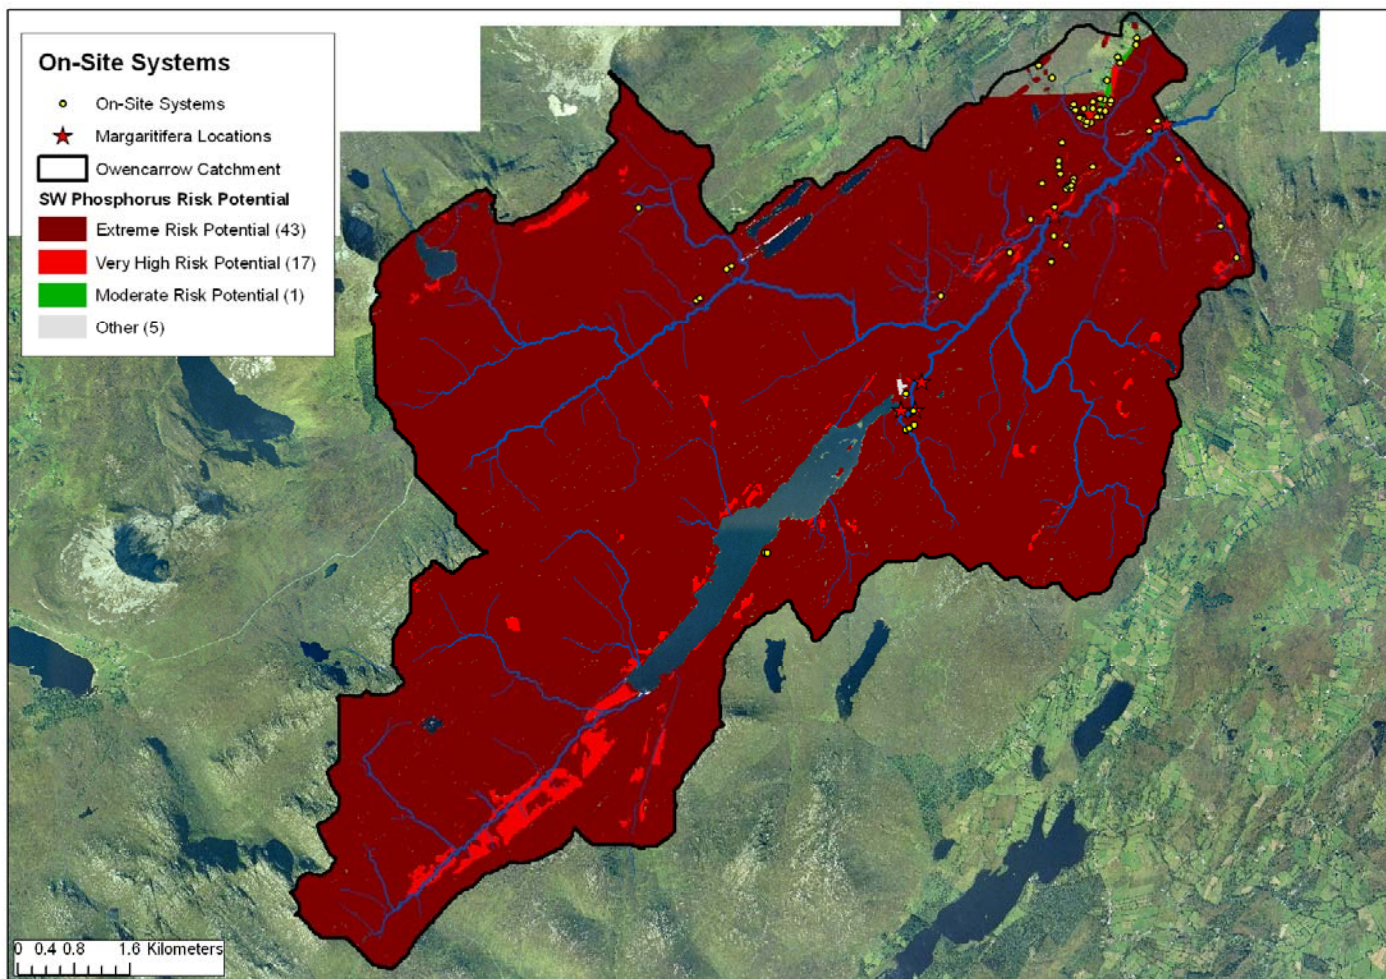 On-Site Systems
On-Site Systems
Margaritifera Locations
Owencarrow Catchment
SW Phosphorus Risk Potential
Extreme Risk Potential (43)
Very High Risk Potential (17)
Moderate Risk Potential (1)
Other (5)
0 0.4 0.8 1.6 Kilometers